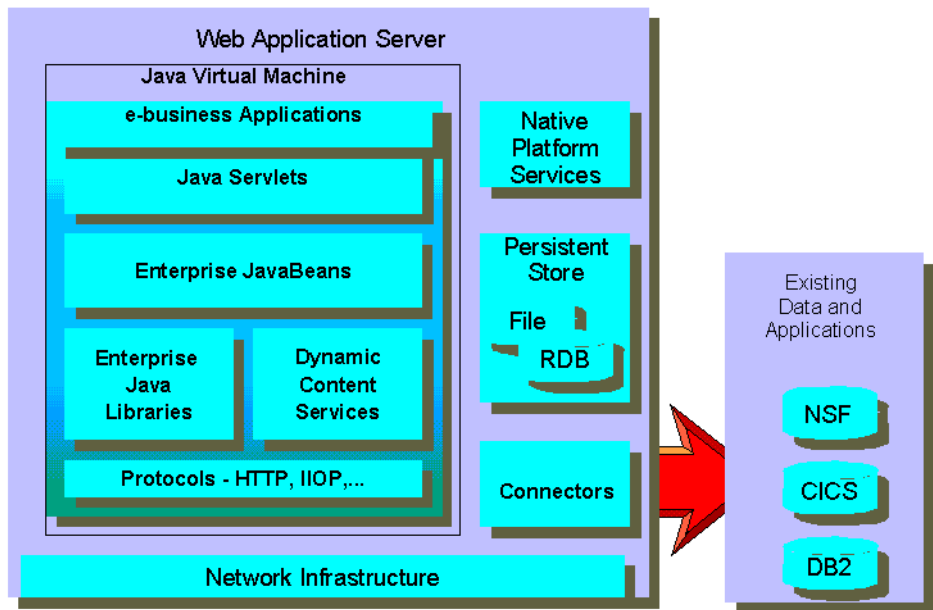 Web Application Server
Java Virtual Machine
e-business Applications
Java Servlets
Enterprise JavaBeans
Enterprise
Java
Libraries
Dynamic
Content
Services
Protocols - HTTP, IIOP,...
Native
Platform
Services
Persistent
Store
File
RDB
Connectors
Network Infrastructure
Existing
Data and
Applications
NSF
CICS
DB2